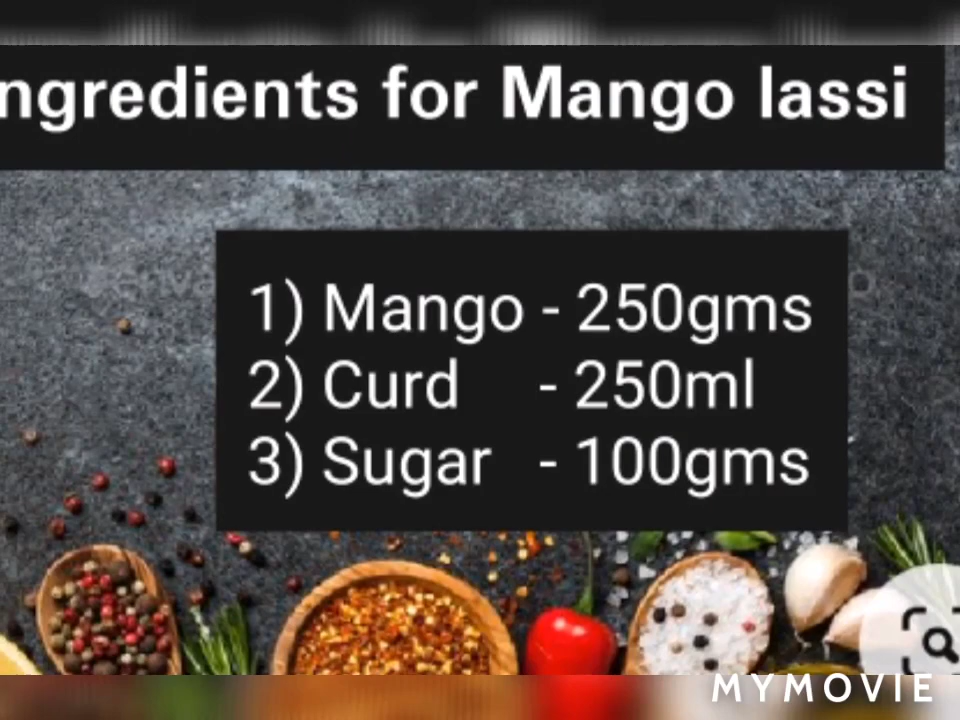 ngredients for Mango lassi
1) Mango - 250gms
2) Curd - 250ml
3) Sugar - 100gms
MYMOVIE